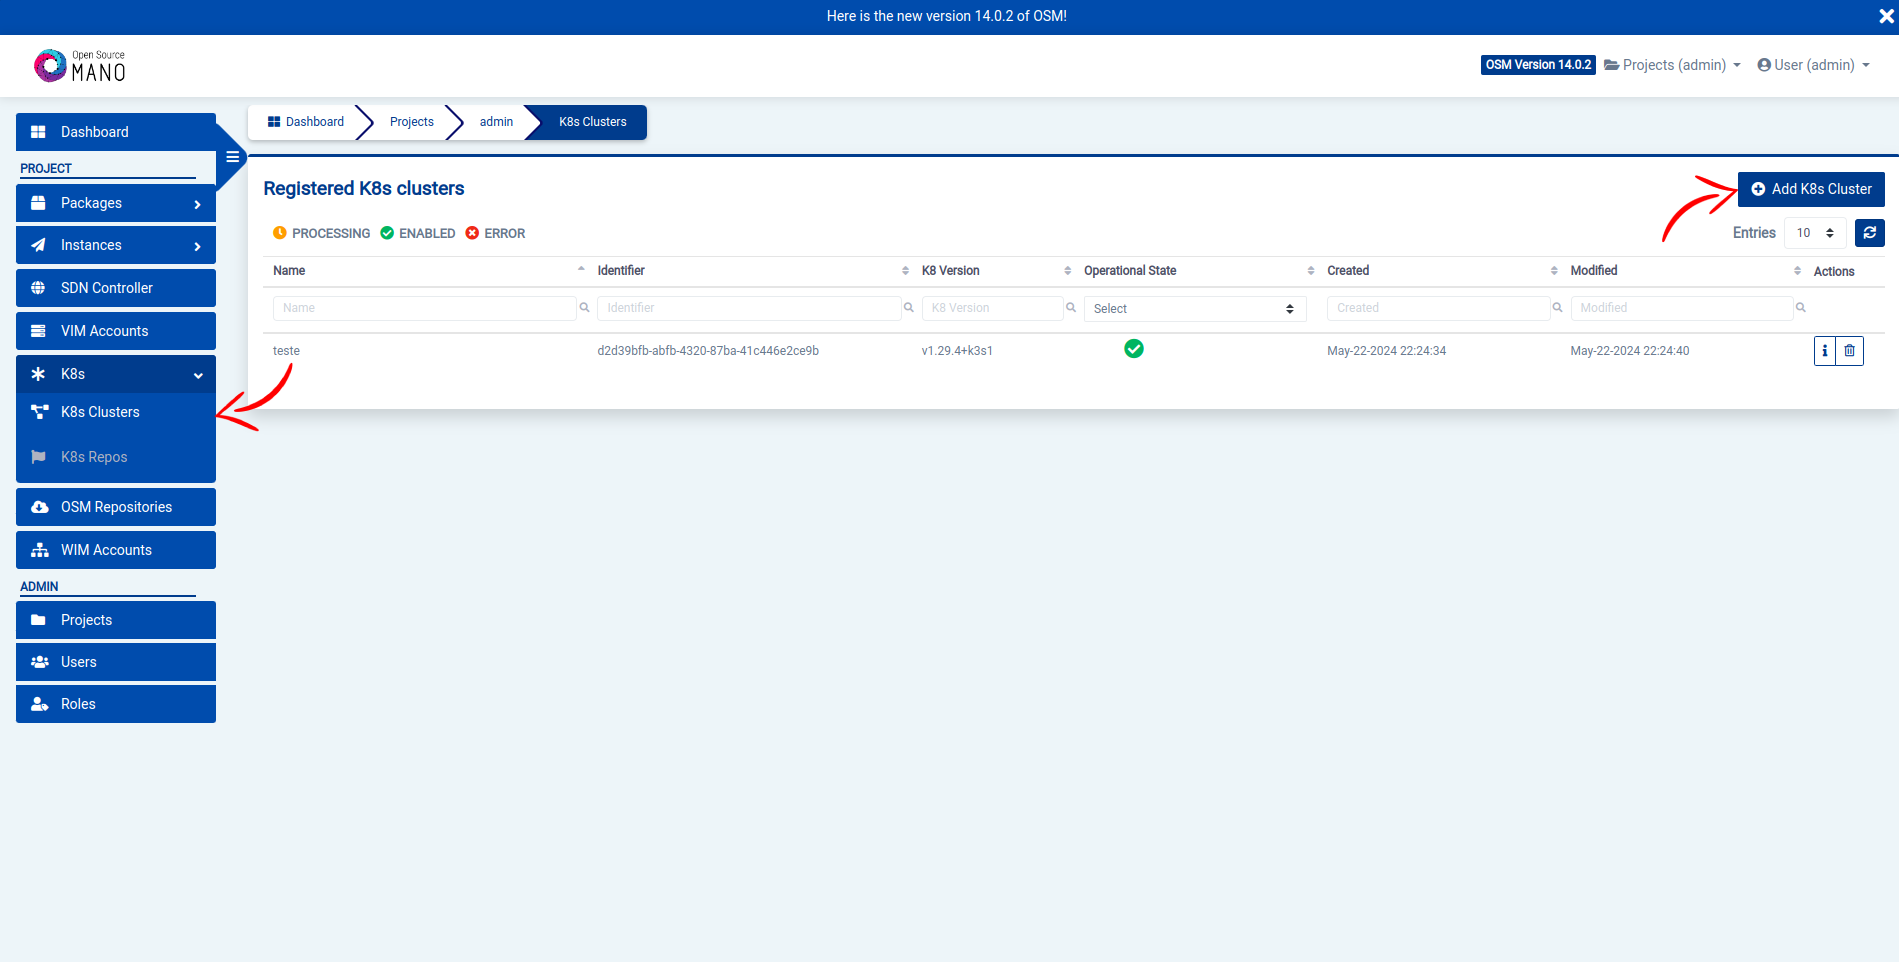 Here is the new version 14.0.2 of OSM!
Open Source
MANO
OSM Version 14.0.2 Projects (admin) User (admin)
Dashboard
PROJECT
Packages
Instances
SDN Controller
VIM Accounts
K8s
K8s Clusters
K8s Repos
OSM Repositories
WIM Accounts
ADMIN
Projects
Users
Roles
Dashboard Projects admin K8s Clusters
Registered K8s clusters
Add K8s Cluster
PROCESSING ENABLED ERROR
Entries 10
Name Identifier K8 Version Operational State Created Modified Actions
Name Identifier K8 Version Select Created Modified
teste d2d39bfb-abfb-4320-87ba-41c446e2ce9b v1.29.4+k3s1 May-22-2024 22:24:34 May-22-2024 22:24:40